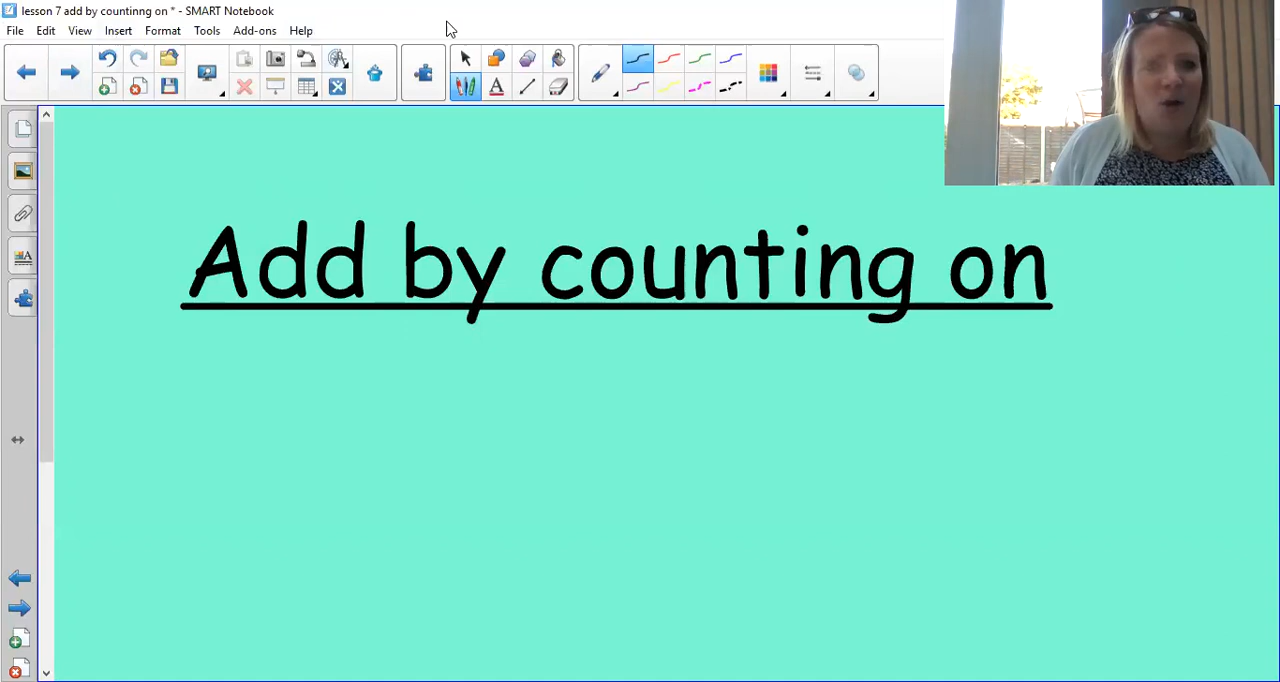 lesson 7 add by countinng on * - SMART Notebook
File Edit View Insert Format Tools Add-ons Help
Add by counting on